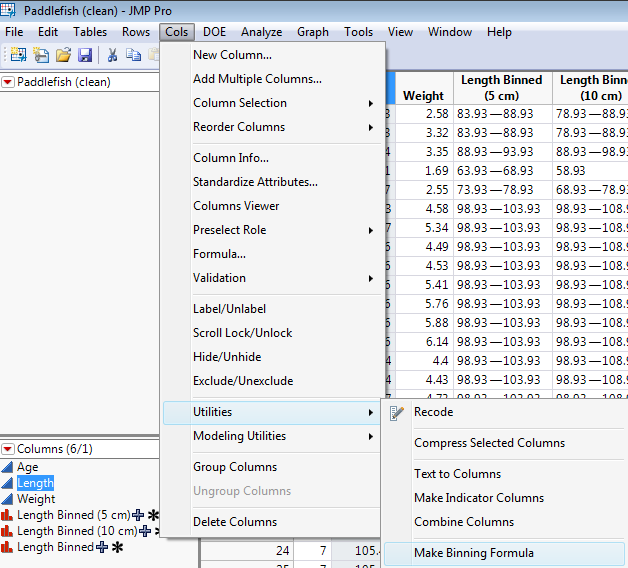 Paddlefish (clean) - JMP Pro
File Edit Tables Rows Cols DOE Analyze Graph Tools View Window Help
Paddlefish (clean)
New Column...
Add Multiple Columns...
Column Selection
Reorder Columns
Column Info...
Standardize Attributes...
Columns Viewer
Preselect Role
Formula...
Validation
Label/Unlabel
Scroll Lock/Unlock
Hide/Unhide
Exclude/Unexclude
Utilities
Modeling Utilities
Group Columns
Ungroup Columns
Delete Columns
Recode
Compress Selected Columns
Text to Columns
Make Indicator Columns
Combine Columns
Make Binning Formula
Weight Length Binned (5 cm) Length Binned (10 cm)
2.58 83.93 —88.93 78.93 —88.93
3.32 83.93 —88.93 78.93 —88.93
3.35 88.93 —93.93 88.93 —98.9
1.69 63.93 —68.93 58.93
2.55 73.93 —78.93 68.93 —78.93
4.58 98.93 —103.93 98.93 —108.9
5.34 98.93 —103.93 98.93 —108.9
4.49 98.93 —103.93 98.93 —108.9
4.53 98.93 —103.93 98.93 —108.9
5.41 98.93 —103.93 98.93 —108.9
5.76 98.93 —103.93 98.93 —108.9
5.88 98.93 —103.93 98.93 —108.9
6.14 98.93 —103.93 98.93 —108.9
4.4 98.93 —103.93 98.93 —108.9
4.43 98.93 —103.93 98.93 —108.9
Columns (6/1)
Age
Length
Weight
Length Binned (5 cm)
Length Binned (10 cm)
Length Binned
24 7 105.4